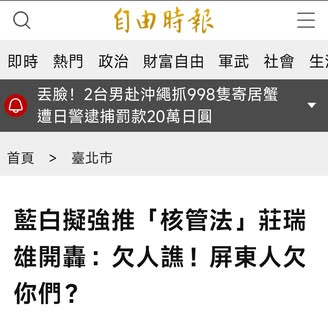 自由時報
即時 熱門 政治 財富自由 軍武 社會 生
丟臉！2台男赴沖繩抓998隻寄居蟹
遭日警逮捕罰款20萬日圓
首頁 > 臺北市
藍白擬強推「核管法」莊瑞
雄開轟：欠人譙！屏東人欠
你們？